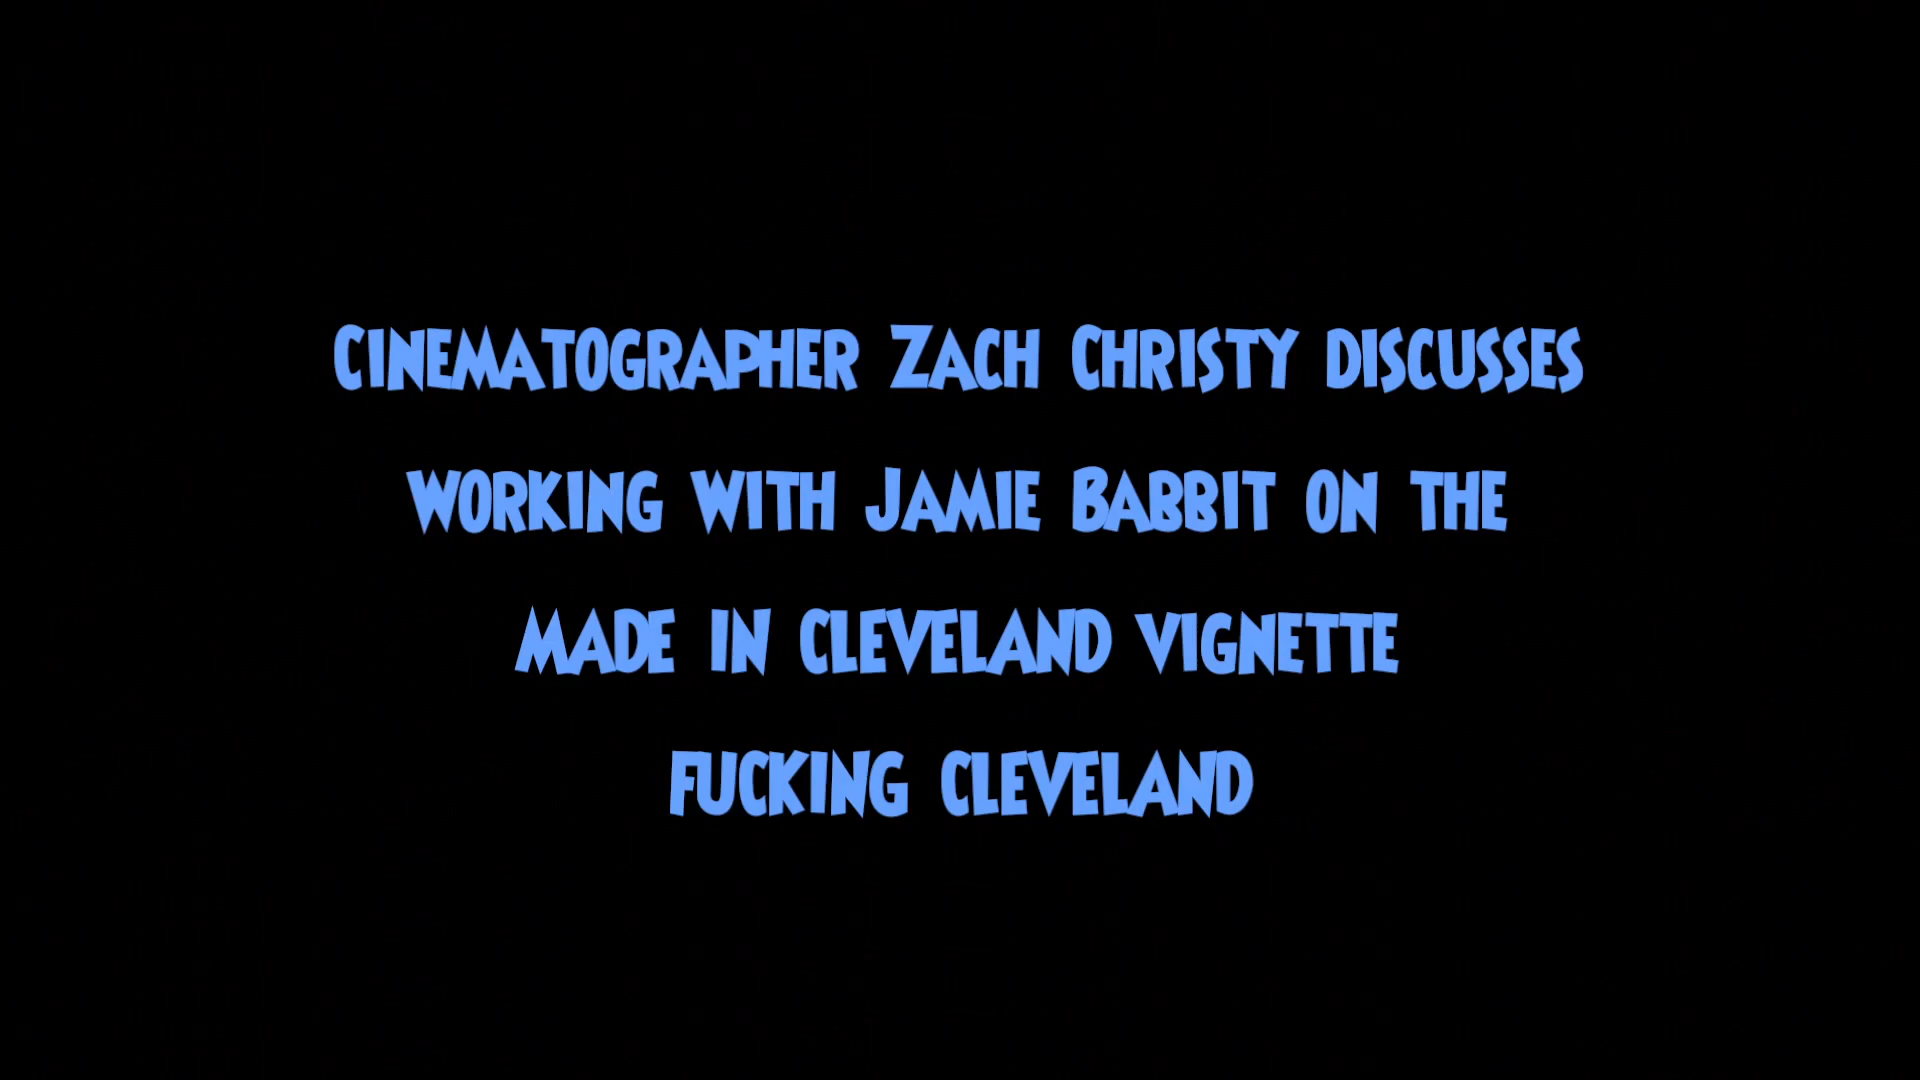 Cinematographer Zach Christy discusses
working with Jamie Babbit on the
Made in Cleveland vignette
Fucking Cleveland